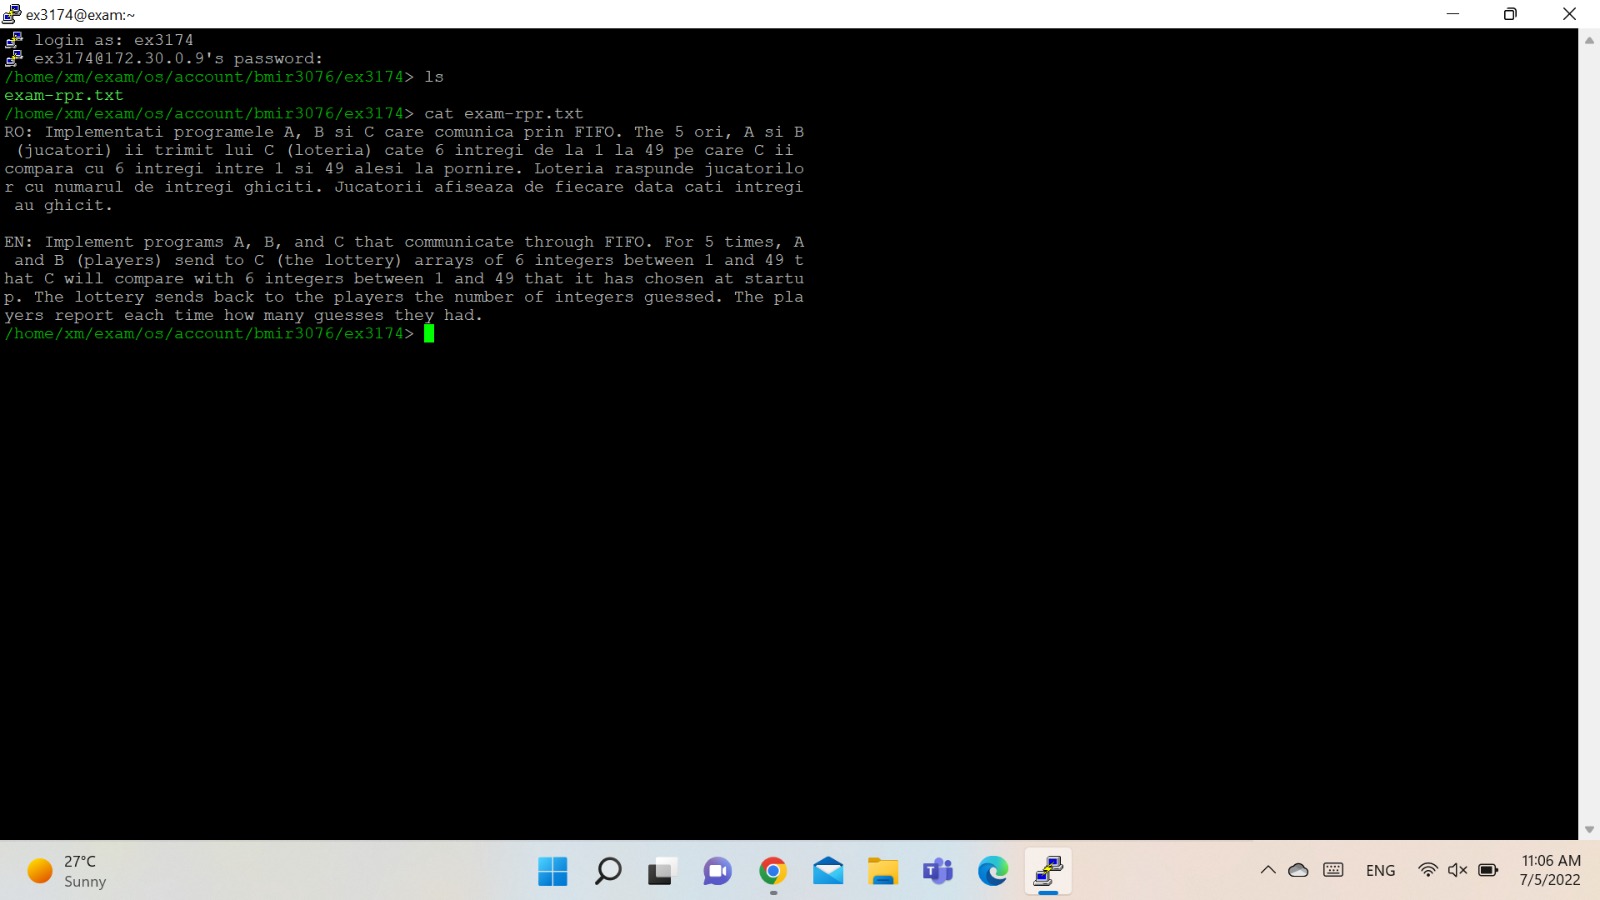 ex3174@exam:~
login as: ex3174
ex3174@172.30.0.9's password:
/home/xm/exam/os/account/bmir3076/ex3174> ls
exam-rpr.txt
/home/xm/exam/os/account/bmir3076/ex3174> cat exam-rpr.txt
RO: Implementati programele A, B si C care comunica prin FIFO. The 5 ori, A si B
 (jucatori) ii trimit lui C (loteria) cate 6 intregi de la 1 la 49 pe care C ii
compara cu 6 intregi intre 1 si 49 alesi la pornire. Loteria raspunde jucatorilo
r cu numarul de intregi ghiciti. Jucatorii afiseaza de fiecare data cati intregi
 au ghicit.

EN: Implement programs A, B, and C that communicate through FIFO. For 5 times, A
 and B (players) send to C (the lottery) arrays of 6 integers between 1 and 49 t
hat C will compare with 6 integers between 1 and 49 that it has chosen at startu
p. The lottery sends back to the players the number of integers guessed. The pla
yers report each time how many guesses they had.
/home/xm/exam/os/account/bmir3076/ex3174>
27°C
Sunny
ENG
11:06 AM
7/5/2022